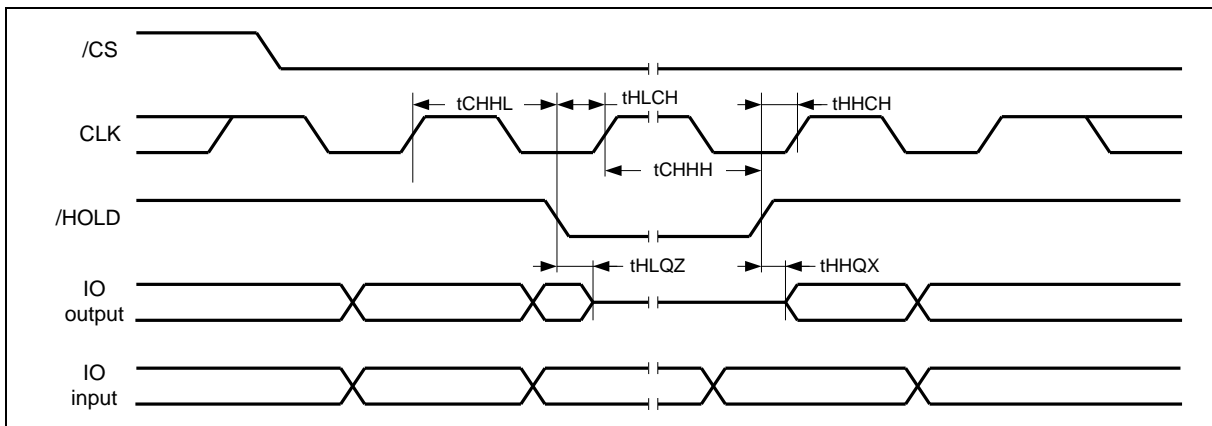 /CS
tCHHL
tHLCH
tHHCH
CLK
tCHHH
/HOLD
tHLQZ
tHHQX
IO
output
IO
input